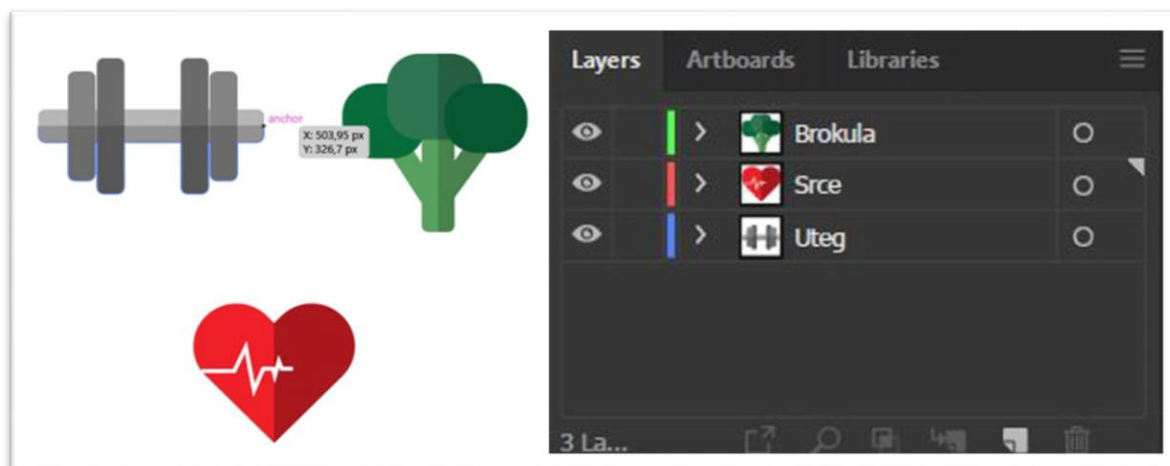 anchor
X: 503,95 px
Y: 326,7 px
Layers Artboards Libraries
Brokula
Srce
Uteg
3 La...